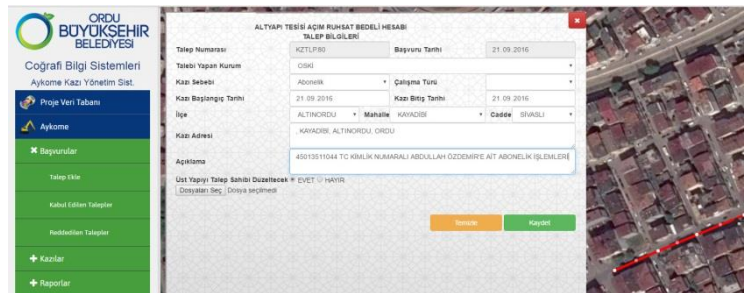 ORDU
BÜYÜKŞEHİR
BELEDİYESİ
Coğrafi Bilgi Sistemleri
Aykome Kazı Yönetim Sist.
Proje Veri Tabanı
Aykome
Başvurular
Talep Ekle
Kabul Edilen Talepler
Reddedilen Talepler
Kazılar
Raporlar
ALTYAPI TESİSİ AÇIM RUHSAT BEDELİ HESABI
TALEP BİLGİLERİ
Talep Numarası KZTLP80 Başvuru Tarihi 21.09.2016
Talebi Yapan Kurum OSKİ
Kazı Sebebi Abonelik Çalışma Türü
Kazı Başlangıç Tarihi 21.09.2016 Kazı Bitiş Tarihi 21.09.2016
İlçe ALTINORDU Mahalle KAYADİBİ Cadde SİVASLI
Kazı Adresi , KAYADİBİ, ALTINORDU, ORDU
Açıklama 45013511044 TC KİMLİK NUMARALI ABDULLAH ÖZDEMİR'E AİT ABONELİK İŞLEMLERİ
Üst Yapıyı Talep Sahibi Düzeltecek EVET HAYIR
Dosyaları Seç Dosya seçilmedi
Temizle Kaydet